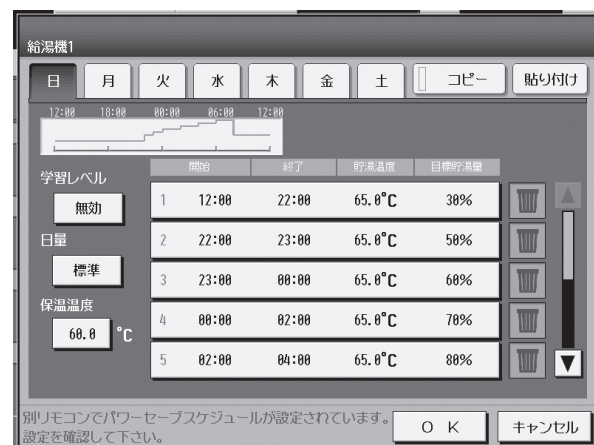 給湯機1
日 月 火 水 木 金 土 コピー 貼り付け
12:00 18:00 00:00 06:00 12:00
開始 終了 貯湯温度 目標貯湯量
学習レベル
無効
1 12:00 22:00 65.0°C 30%
日量
2 22:00 23:00 65.0°C 50%
標準
3 23:00 00:00 65.0°C 60%
保温温度
60.0 °C
4 00:00 02:00 65.0°C 70%
5 02:00 04:00 65.0°C 80%
別リモコンでパワーセーブスケジュールが設定されています。
設定を確認して下さい。
O K キャンセル